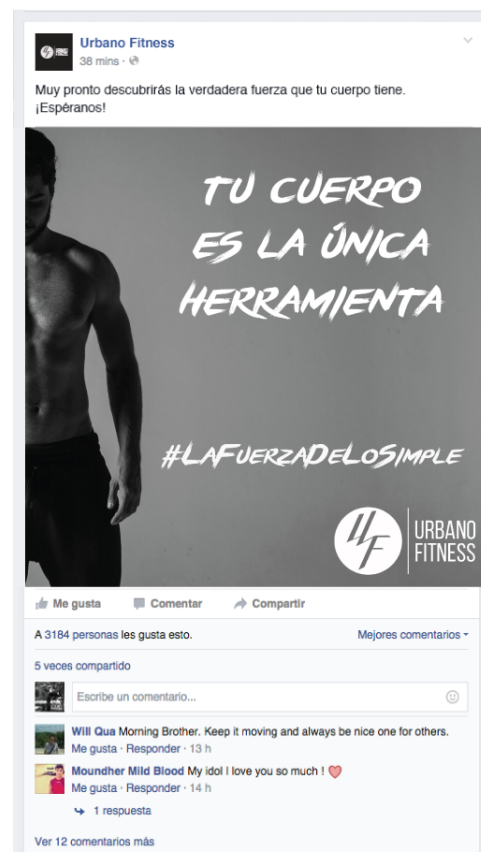 Urbano Fitness
38 mins ·
Muy pronto descubrirás la verdadera fuerza que tu cuerpo tiene.
¡Espéranos!
TU CUERPO
ES LA ÚNICA
HERRAMIENTA
#LAFUERZADELOSIMPLE
UF
URBANO
FITNESS
Me gusta Comentar Compartir
A 3184 personas les gusta esto. Mejores comentarios
5 veces compartido
Escribe un comentario...
Will Qua Morning Brother. Keep it moving and always be nice one for others.
Me gusta · Responder · 13 h
Moundher Mild Blood My idol I love you so much !
Me gusta · Responder · 14 h
1 respuesta
Ver 12 comentarios más